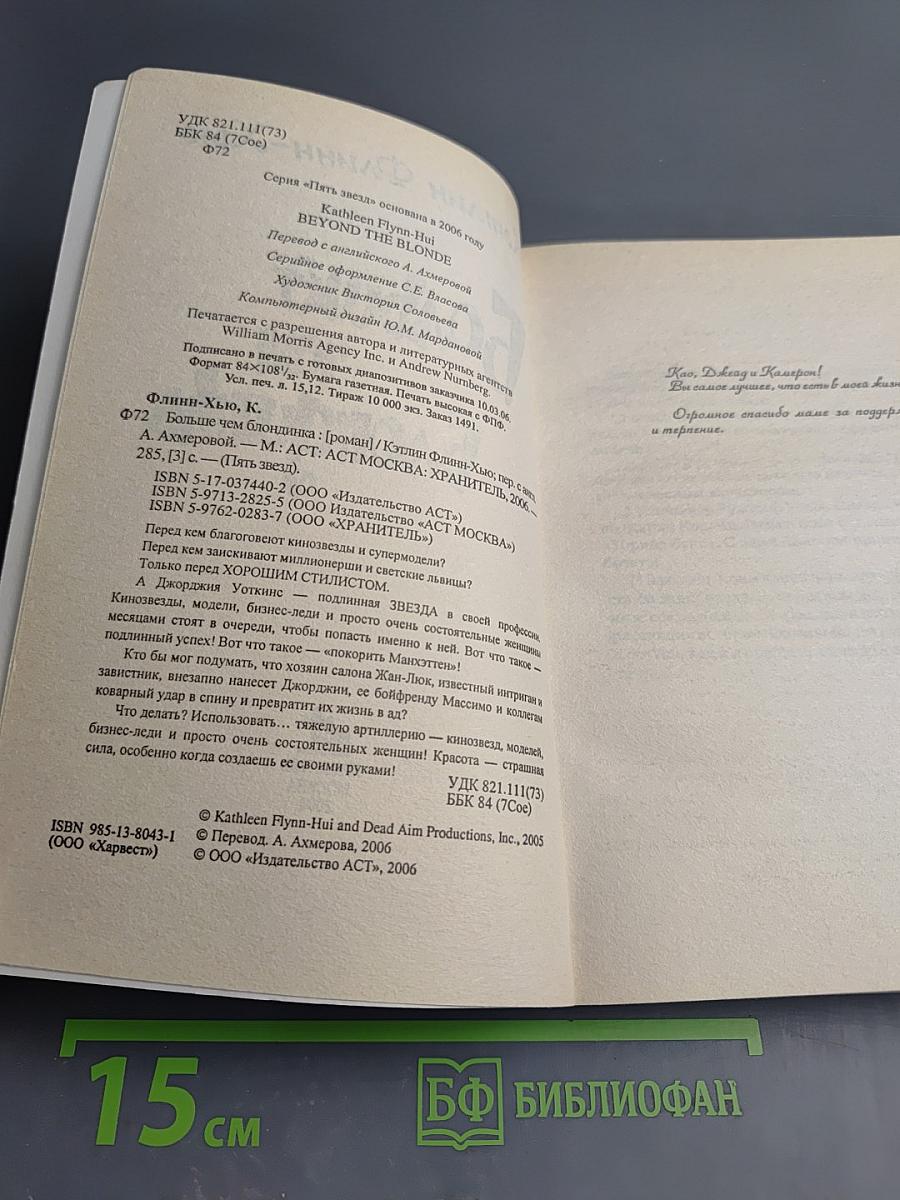 УДК 821.111(73)
ББК 84 (7Сое)
Ф72
Серия «Пять звезд» основана в 2006 году
Kathleen Flynn-Hui
BEYOND THE BLONDE
Перевод с английского А. Ахмеровой
Серийное оформление С.Е. Власова
Художник Виктория Соловьева
Компьютерный дизайн Ю.М. Мардановой
Печатается с разрешения автора и литературных агентств
William Morris Agency Inc. и Andrew Nurnberg.
Подписано в печать с готовых диапозитивов заказчика 10.03.06.
Формат 84×108 1/32. Бумага газетная. Печать высокая с ФПФ.
Усл. печ. л. 15,12. Тираж 10 000 экз. Заказ 1491.
Флинн-Хью, К.
Ф72 Больше чем блондинка : [роман] / Кэтлин Флинн-Хью; пер. с англ.
А. Ахмеровой. — М.: АСТ: АСТ МОСКВА: ХРАНИТЕЛЬ, 2006. —
285, [3] с. — (Пять звезд).
ISBN 5-17-037440-2 (ООО «Издательство АСТ»)
ISBN 5-9713-2825-5 (ООО Издательство «АСТ МОСКВА»)
ISBN 5-9762-0283-7 (ООО «ХРАНИТЕЛЬ»)
Перед кем благоговеют кинозвезды и супермодели?
Перед кем заискивают миллионерши и светские львицы?
Только перед ХОРОШИМ СТИЛИСТОМ.
А Джорджия Уоткинс — подлинная ЗВЕЗДА в своей профессии.
Кинозвезды, модели, бизнес-леди и просто очень состоятельные женщины
месяцами стоят в очереди, чтобы попасть именно к ней. Вот что такое —
подлинный успех! Вот что такое — «покорить Манхэттен»!
Кто бы мог подумать, что хозяин салона Жан-Люк, известный интриган и
завистник, внезапно нанесет Джорджии, ее бойфренду Массимо и коллегам
коварный удар в спину и превратит их жизнь в ад?
Что делать? Использовать... тяжелую артиллерию — кинозвезд, моделей,
бизнес-леди и просто очень состоятельных женщин! Красота — страшная
сила, особенно когда создаешь ее своими руками!
УДК 821.111(73)
ББК 84 (7Сое)
© Kathleen Flynn-Hui and Dead Aim Productions, Inc., 2005
© Перевод. А. Ахмерова, 2006
© ООО «Издательство АСТ», 2006
ISBN 985-13-8043-1
(ООО «Харвест»)
Као, Джеад и Камерон!
Вы самое лучшее, что есть в моей
Огромное спасибо маме за
и терпение.
15 см
БФ БИБЛИОФАН